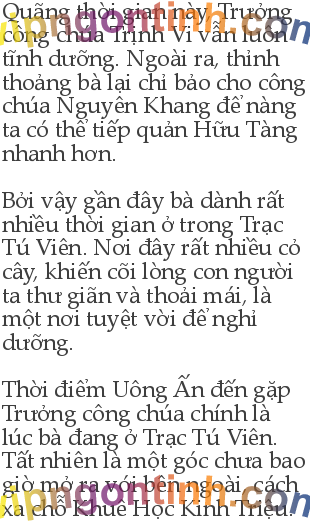 Quãng thời gian này, Trưởng
công chúa Trịnh Vi vẫn luôn
tĩnh dưỡng. Ngoài ra, thỉnh
thoảng bà lại chỉ bảo cho công
chúa Nguyên Khang để nàng
ta có thể tiếp quản Hữu Tàng
nhanh hơn.
Bởi vậy gần đây bà dành rất
nhiều thời gian ở trong Trạc
Tú Viên. Nơi đây rất nhiều cỏ
cây, khiến cõi lòng con người
ta thư giãn và thoải mái, là
một nơi tuyệt vời để nghỉ
dưỡng.
Thời điểm Uông Ấn đến gặp
Trưởng công chúa chính là
lúc bà đang ở Trạc Tú Viên.
Tất nhiên là một góc chưa bao
giờ mở ra với bên ngoài, cách
xa chỗ Khuê Học Kinh Triệu.